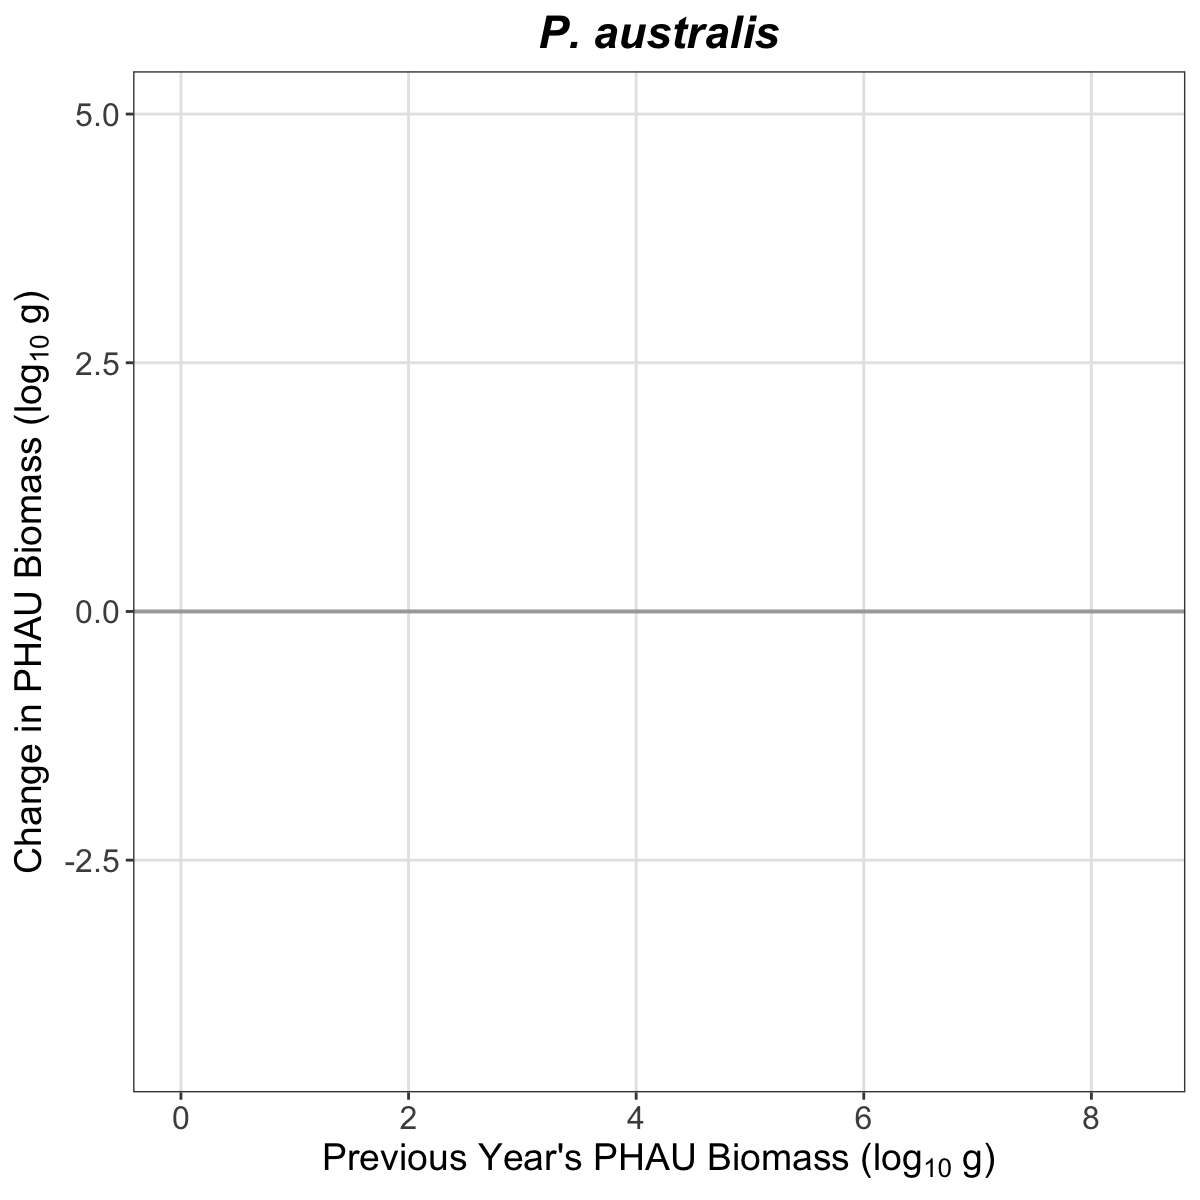 P. australis
Change in PHAU Biomass (log₁₀ g)
5.0
2.5
0.0
-2.5
0 2 4 6 8
Previous Year's PHAU Biomass (log₁₀ g)